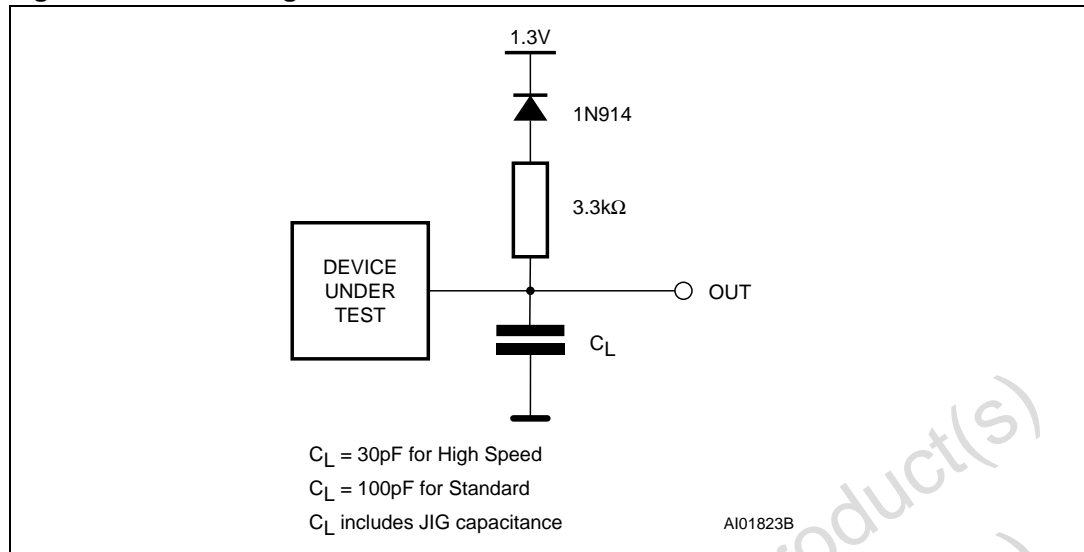 1.3V
1N914
3.3kΩ
DEVICE
UNDER
TEST
OUT
CL
CL = 30pF for High Speed
CL = 100pF for Standard
CL includes JIG capacitance
AI01823B